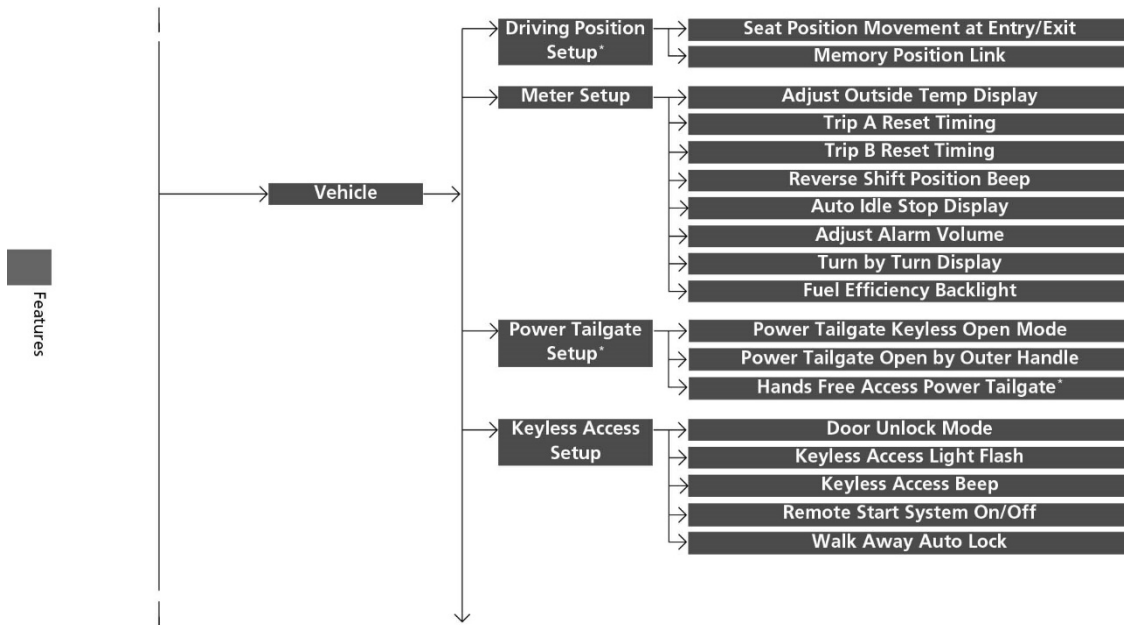 Driving Position
Setup*
Seat Position Movement at Entry/Exit
Memory Position Link
Meter Setup
Adjust Outside Temp Display
Trip A Reset Timing
Trip B Reset Timing
Vehicle
Reverse Shift Position Beep
Auto Idle Stop Display
Adjust Alarm Volume
Turn by Turn Display
Fuel Efficiency Backlight
Features
Power Tailgate
Setup*
Power Tailgate Keyless Open Mode
Power Tailgate Open by Outer Handle
Hands Free Access Power Tailgate*
Keyless Access
Setup
Door Unlock Mode
Keyless Access Light Flash
Keyless Access Beep
Remote Start System On/Off
Walk Away Auto Lock